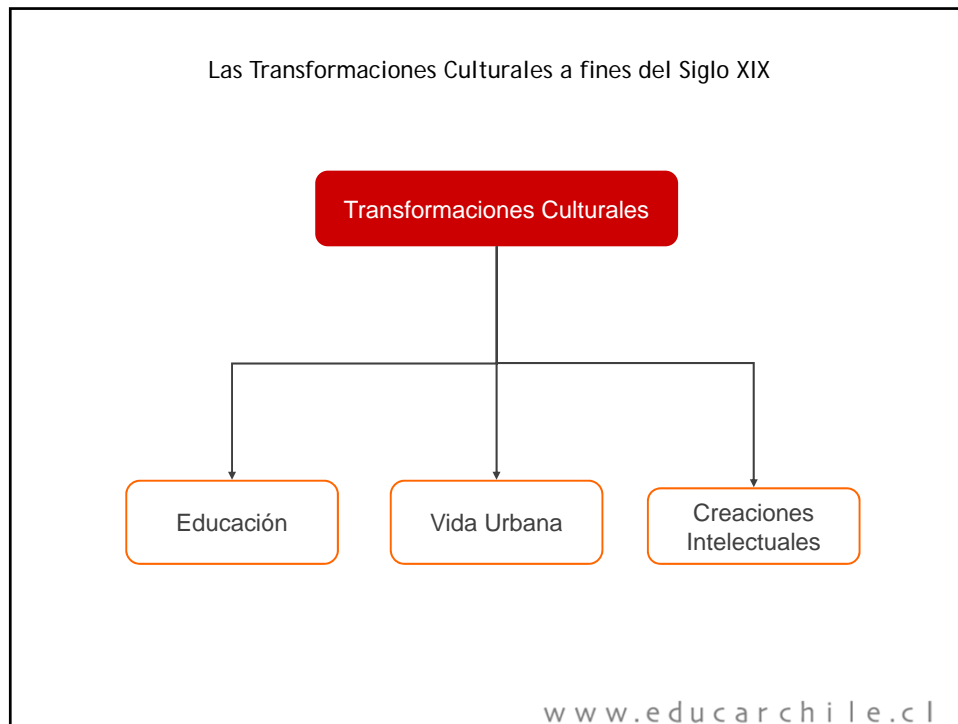 Las Transformaciones Culturales a fines del Siglo XIX
Transformaciones Culturales
Educación
Vida Urbana
Creaciones
Intelectuales
www.educarchile.cl